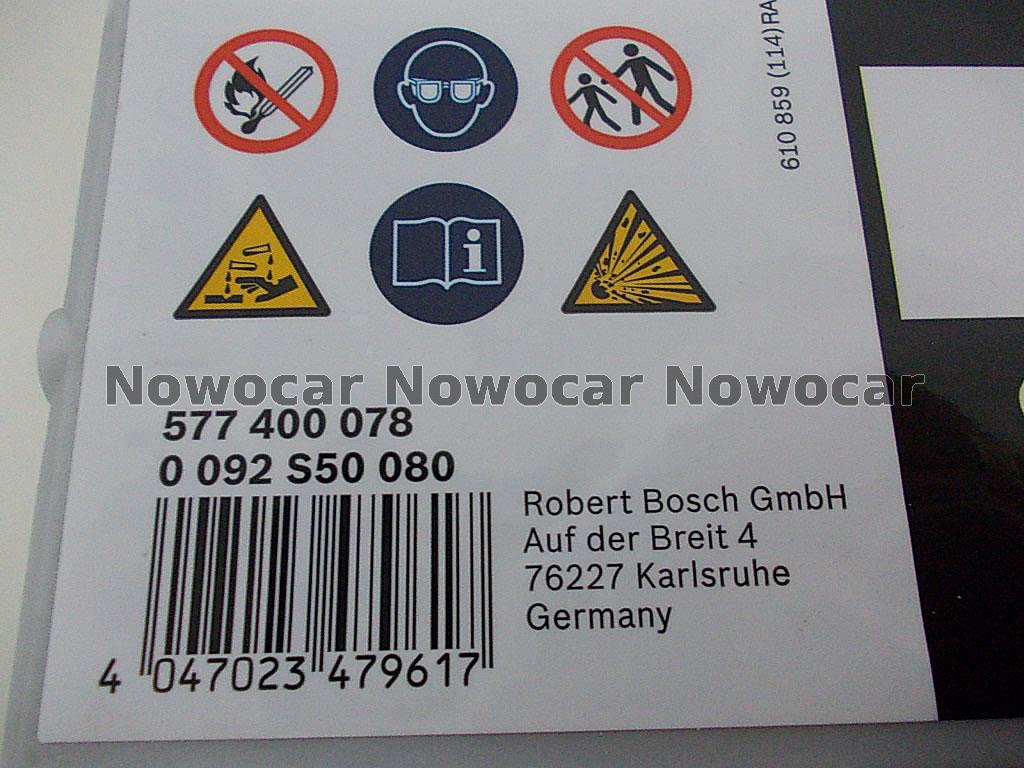 610 859 (114)RA
i
Nowocar Nowocar Nowocar
577 400 078
0 092 S50 080
Robert Bosch GmbH
Auf der Breit 4
76227 Karlsruhe
Germany
4 047023 479617